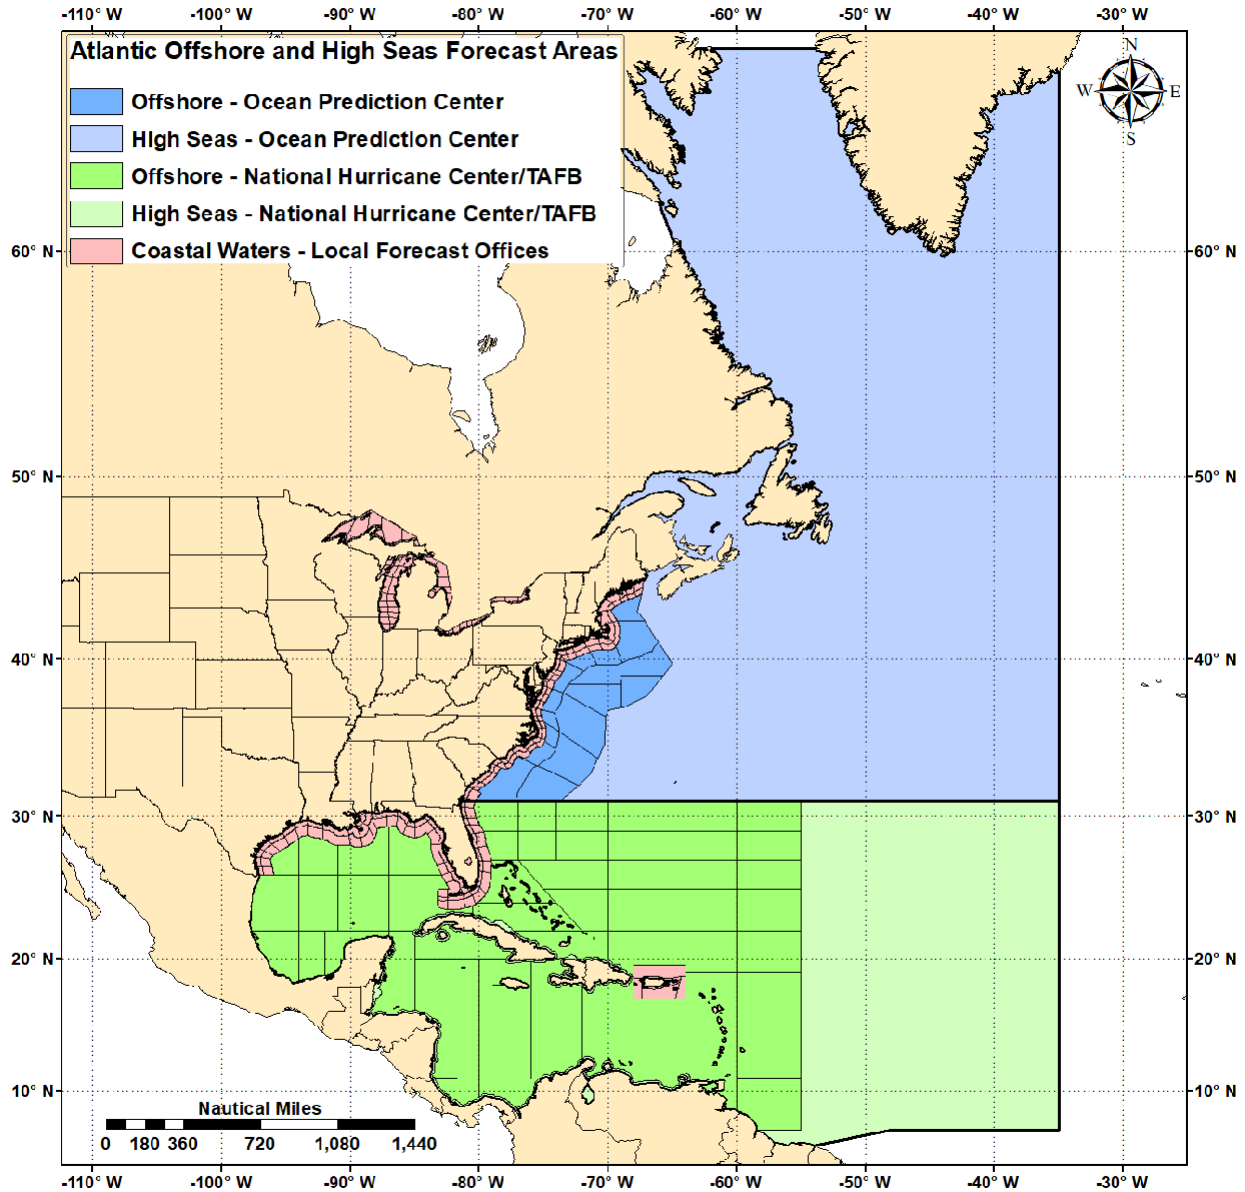 -110° W -100° W -90° W -80° W -70° W -60° W -50° W -40° W -30° W
Atlantic Offshore and High Seas Forecast Areas
Offshore - Ocean Prediction Center
High Seas - Ocean Prediction Center
Offshore - National Hurricane Center/TAFB
High Seas - National Hurricane Center/TAFB
Coastal Waters - Local Forecast Offices
N
W E
S
60° N 60° N
50° N 50° N
40° N 40° N
30° N 30° N
20° N 20° N
10° N 10° N
Nautical Miles
0 180 360 720 1,080 1,440
-110° W -100° W -90° W -80° W -70° W -60° W -50° W -40° W -30° W